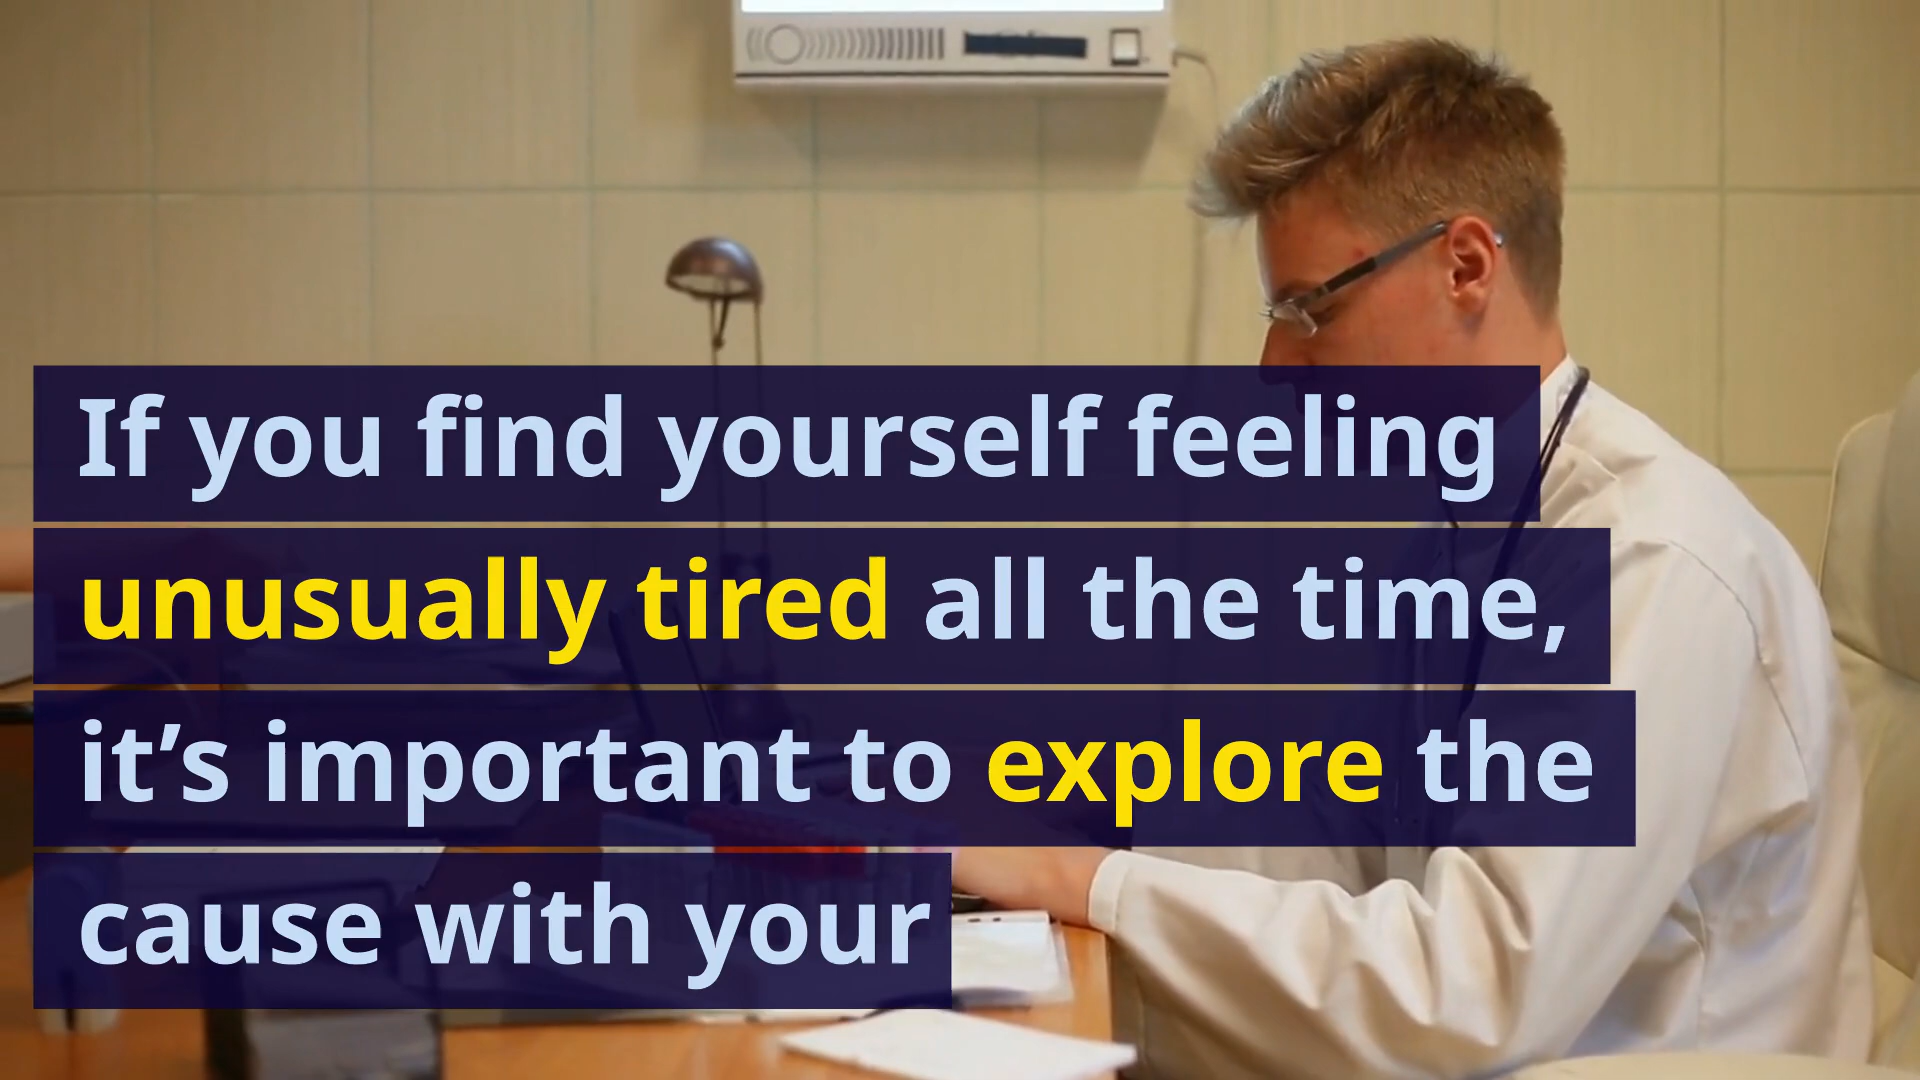 If you find yourself feeling
unusually tired all the time,
it’s important to explore the
cause with your